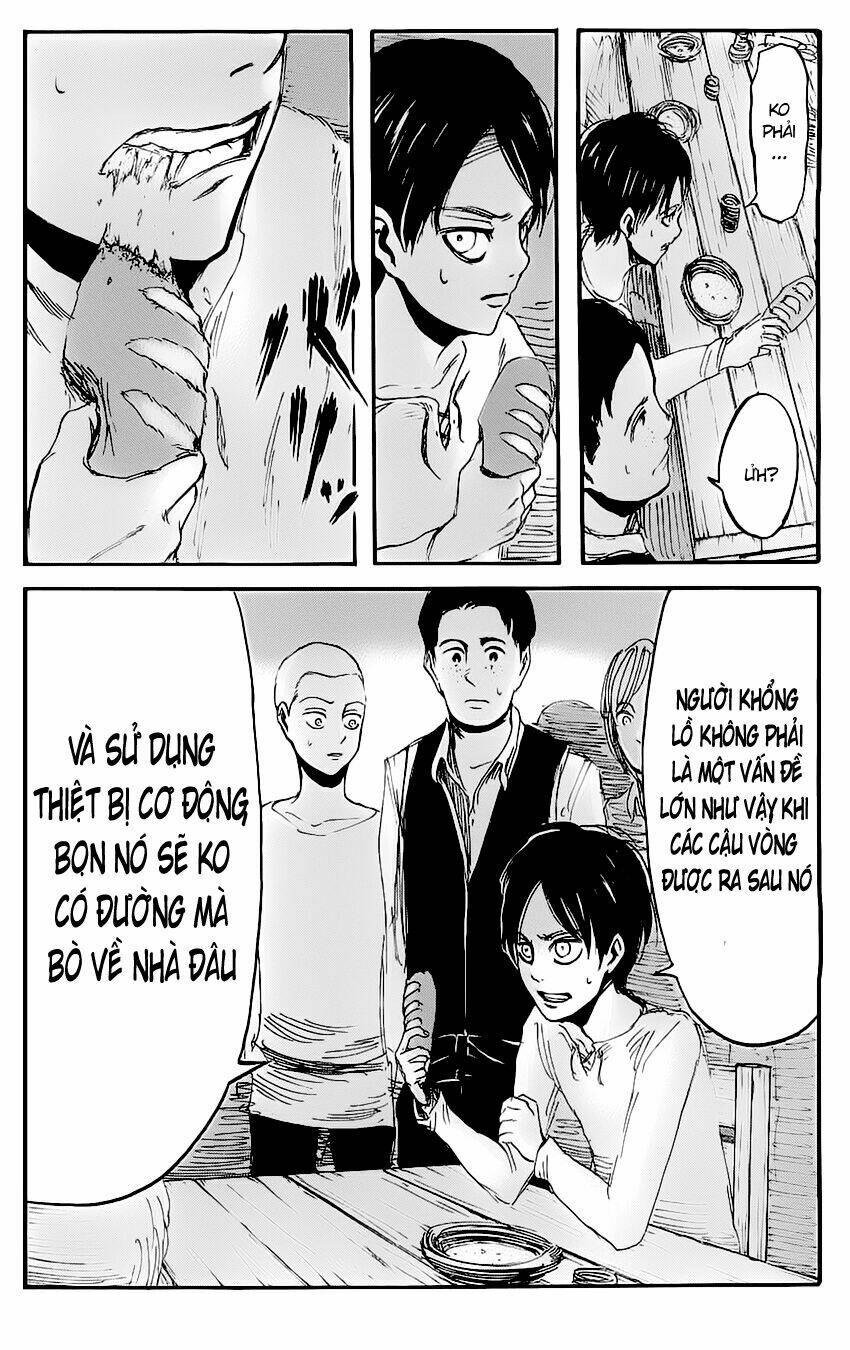 KO
PHẢI
...
ỬH?
NGƯỜI KHỔNG
LỒ KHÔNG PHẢI
LÀ MỘT VẤN ĐỀ
LỚN NHƯ VẬY KHI
CÁC CẬU VÒNG
ĐƯỢC RA SAU NÓ
VÀ SỬ DỤNG
THIẾT BỊ CƠ ĐỘNG
BỌN NÓ SẼ KO
CÓ ĐƯỜNG MÀ
BÒ VỀ NHÀ ĐÂU